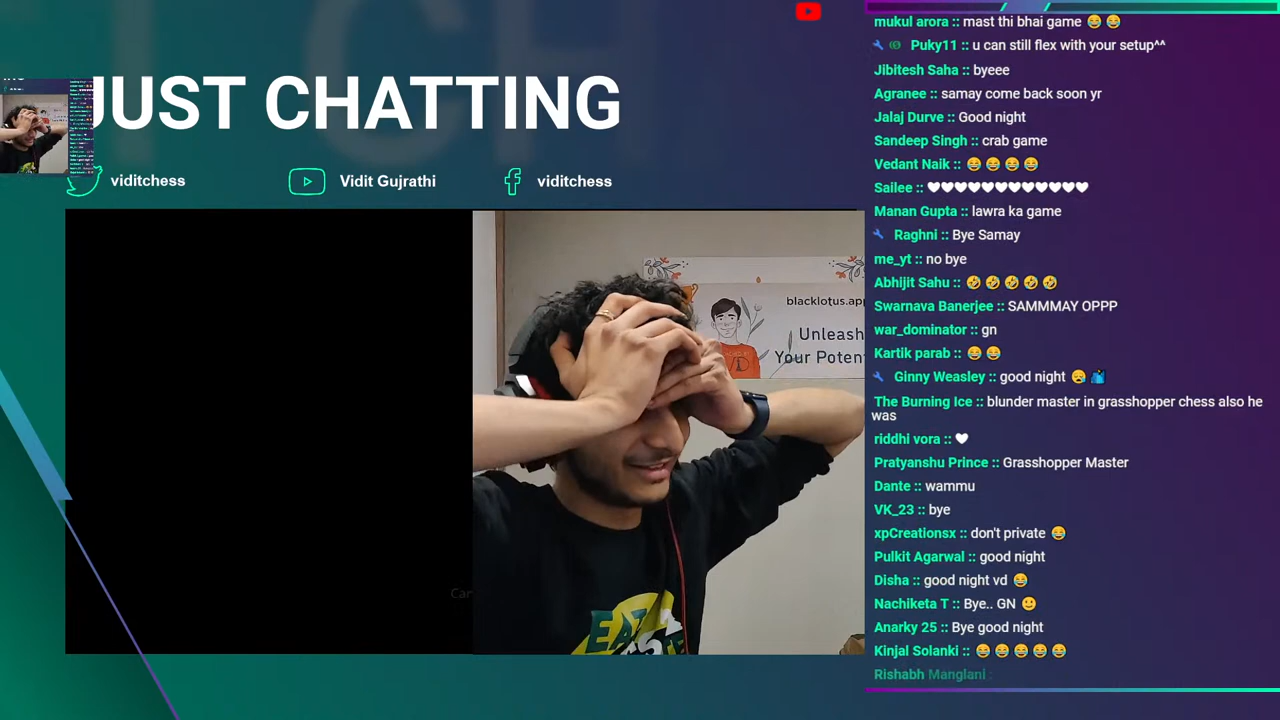 JUST CHATTING
viditchess
Vidit Gujrathi
viditchess
blacklotus.app
Unleash
Your Poten
EAT
mukul arora :: mast thi bhai game 😂 😂
Puky11 :: u can still flex with your setup^^
Jibitesh Saha :: byeee
Agranee :: samay come back soon yr
Jalaj Durve :: Good night
Sandeep Singh :: crab game
Vedant Naik :: 😂 😂 😂 😂
Sailee :: 🤍🤍🤍🤍🤍🤍🤍🤍🤍🤍🤍🤍
Manan Gupta :: lawra ka game
Raghni :: Bye Samay
me_yt :: no bye
Abhijit Sahu :: 🤣 🤣 🤣 🤣 🤣
Swarnava Banerjee :: SAMMMAY OPPP
war_dominator :: gn
Kartik parab :: 😂 😂
Ginny Weasley :: good night 😪
The Burning Ice :: blunder master in grasshopper chess also he
was
riddhi vora :: 🤍
Pratyanshu Prince :: Grasshopper Master
Dante :: wammu
VK_23 :: bye
xpCreationsx :: don't private 😂
Pulkit Agarwal :: good night
Disha :: good night vd 😂
Nachiketa T :: Bye.. GN 🙂
Anarky 25 :: Bye good night
Kinjal Solanki :: 😂 😂 😂 😂 😂
Rishabh Manglani :